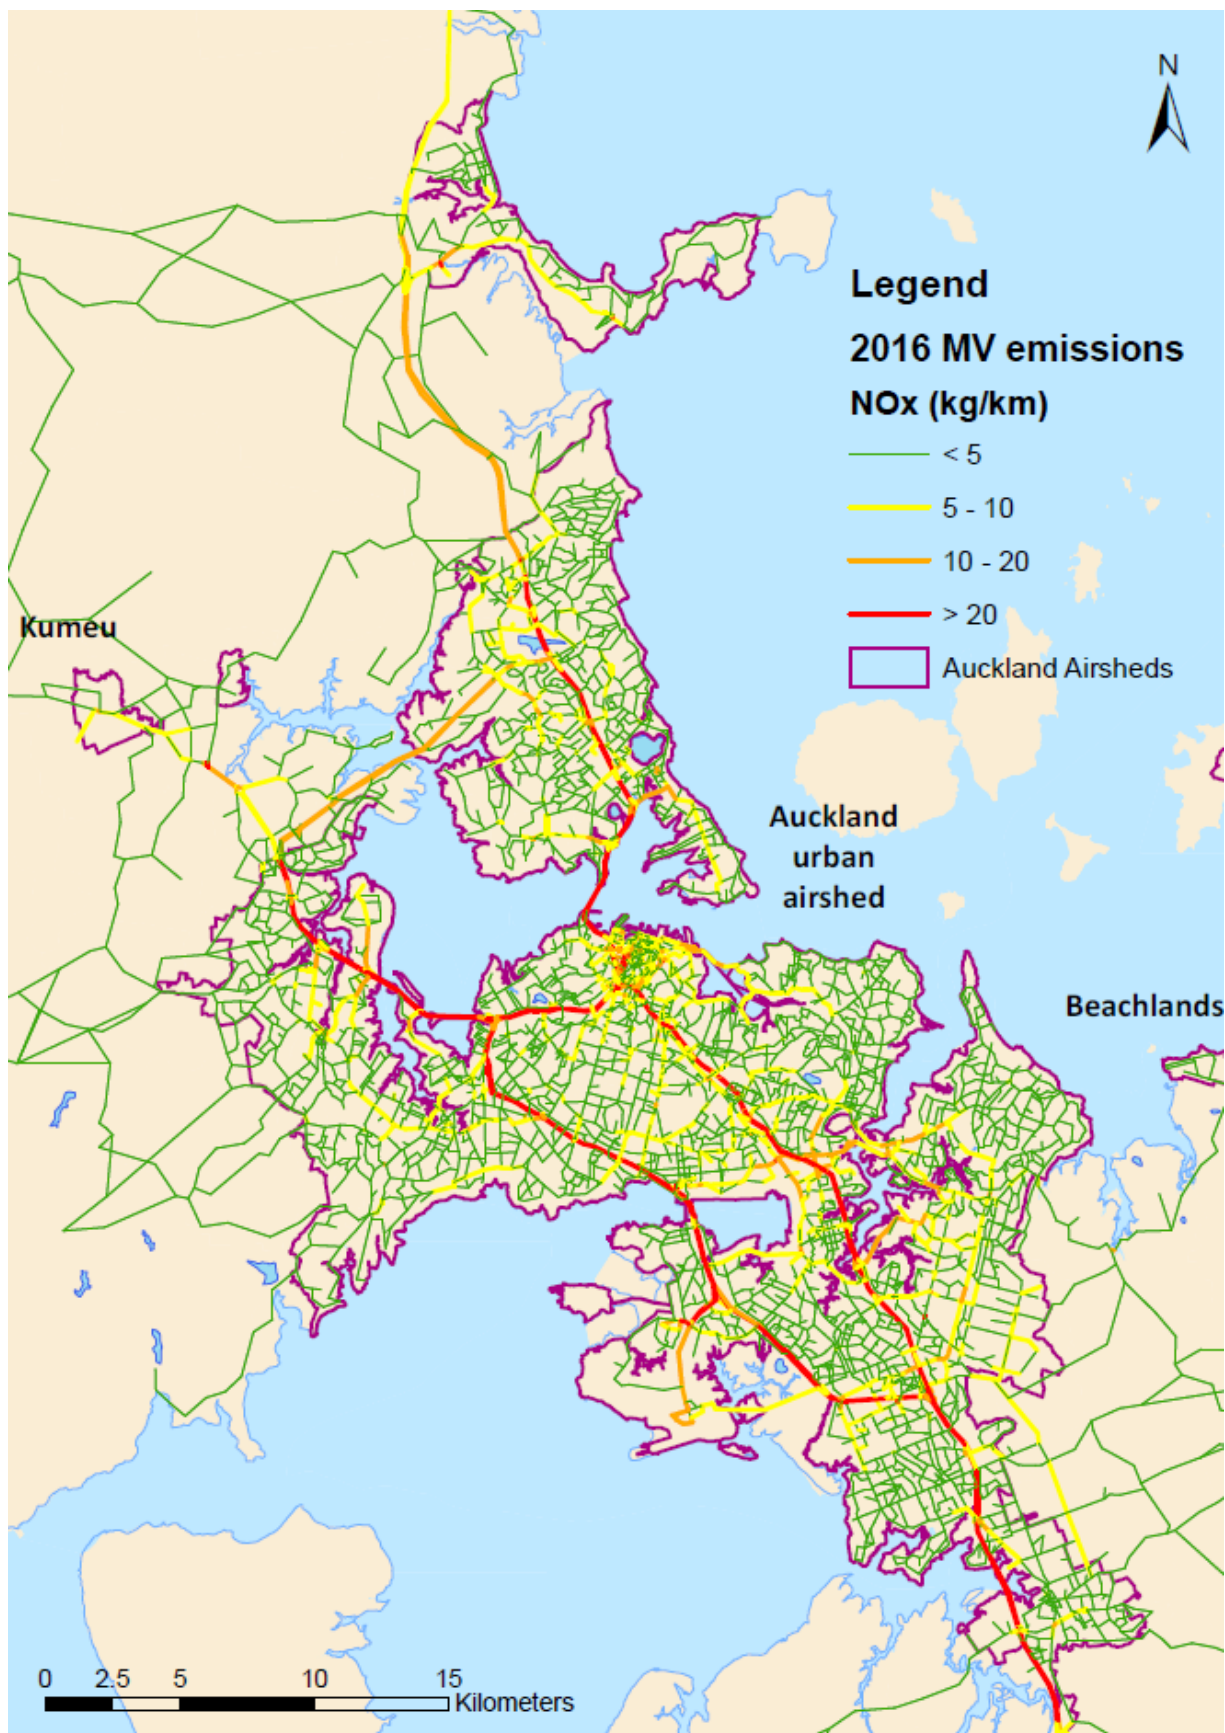 N
Legend
2016 MV emissions
NOx (kg/km)
< 5
5 - 10
10 - 20
> 20
Auckland Airsheds
Kumeu
Auckland
urban
airshed
Beachlands
0 2.5 5 10 15
Kilometers